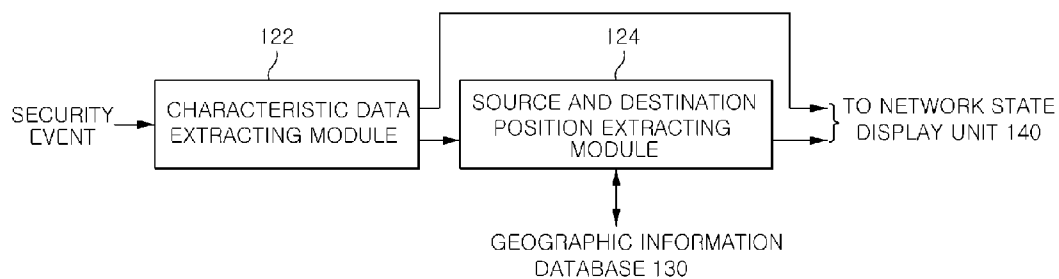 122
124
SECURITY
EVENT
CHARACTERISTIC DATA
EXTRACTING MODULE
SOURCE AND DESTINATION
POSITION EXTRACTING
MODULE
TO NETWORK STATE
DISPLAY UNIT 140
GEOGRAPHIC INFORMATION
DATABASE 130